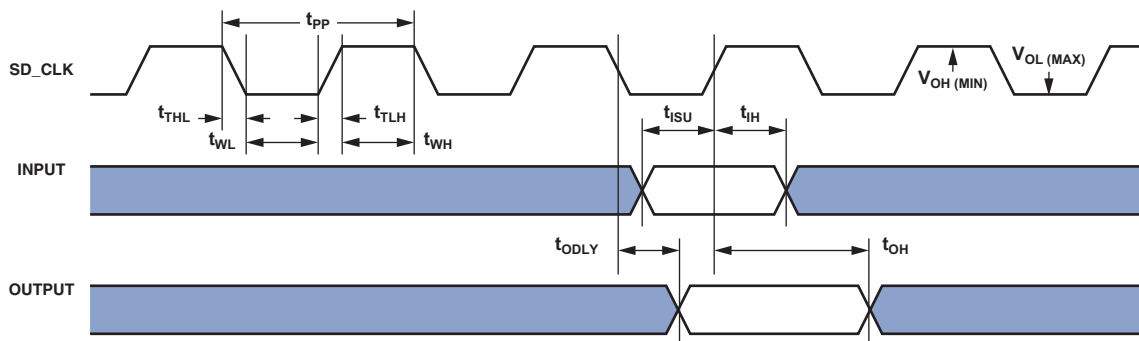 tPP
SD_CLK
VOH (MIN)
VOL (MAX)
tTHL
tTLH
tISU
tIH
tWL
tWH
INPUT
tODLY
tOH
OUTPUT